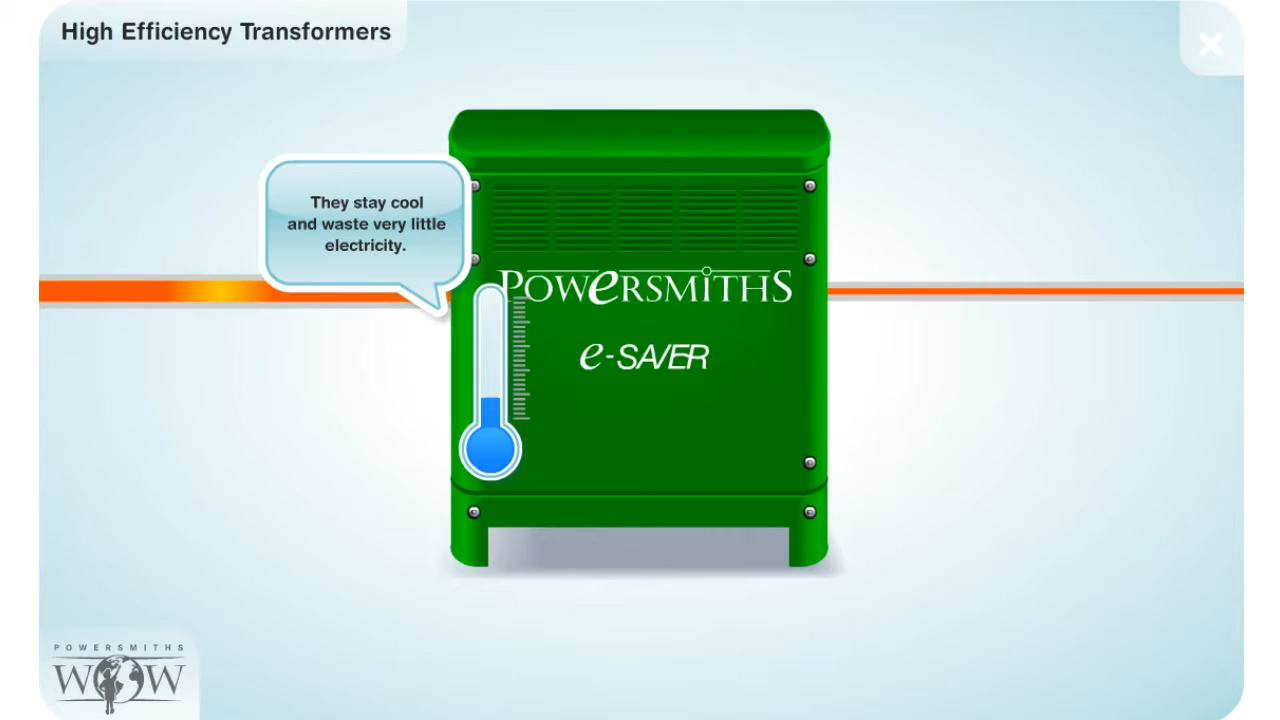 High Efficiency Transformers
They stay cool
and waste very little
electricity.
POWeRSMiTHS
e-SAVER
POWERSMITHS
WOW